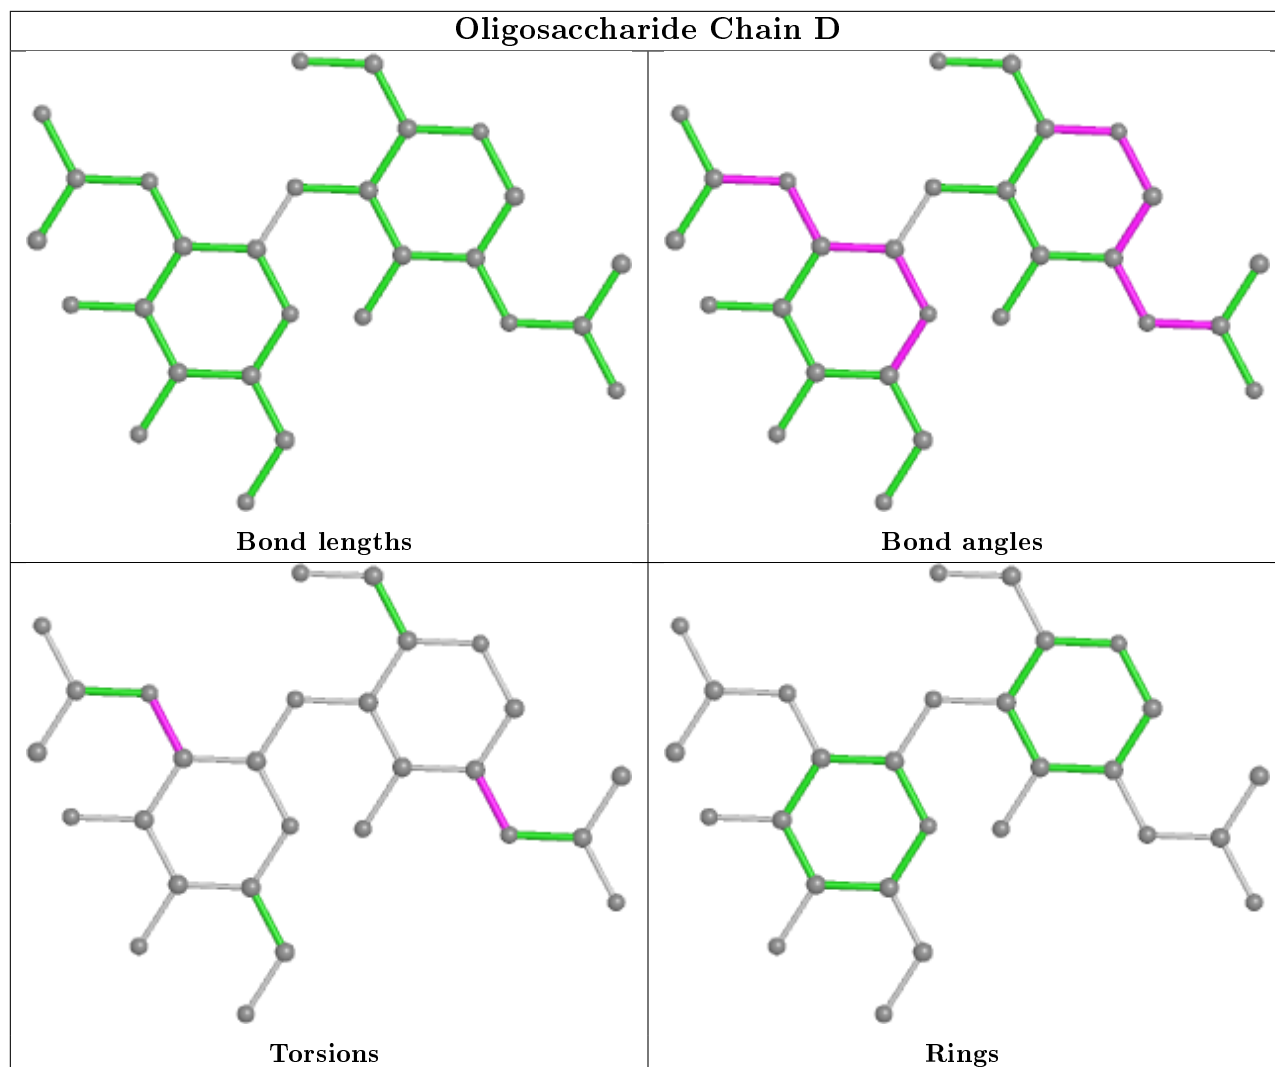 Oligosaccharide Chain D
Bond lengths
Bond angles
Torsions
Rings